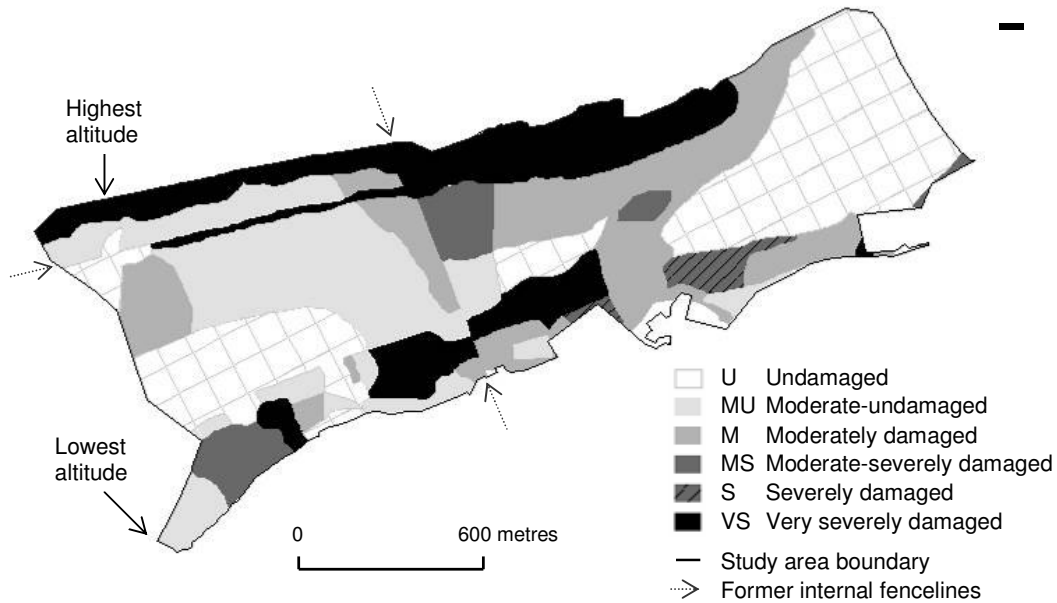 Highest
altitude
Lowest
altitude
0 600 metres
U Undamaged
MU Moderate-undamaged
M Moderately damaged
MS Moderate-severely damaged
S Severely damaged
VS Very severely damaged
Study area boundary
Former internal fencelines